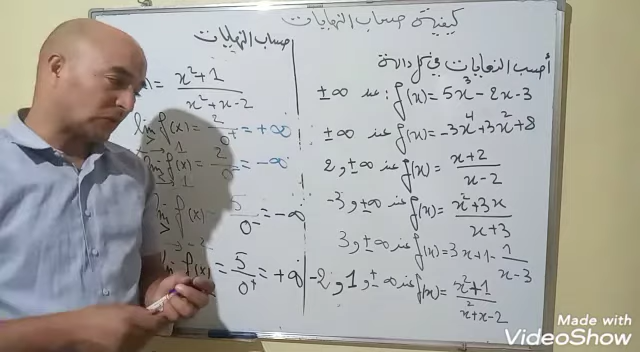 كيفية حساب النهايات
أحسب النهايات في كل دالة
f(x) = 5x³ - 2x - 3 : عند ±∞
f(x) = -3x⁴ + 3x² + 8 عند ±∞
f(x) = (x+2)/(x-2) عند ±∞ و 2
f(x) = (x²+3x)/(x+3) عند ±∞ و -3
f(x) = 3x + 1 - 1/(x-3) عند ±∞ و 3
f(x) = (x²+1)/(x²+x-2) عند ±∞ و 1 و -2
حساب النهايات
= (x²+1)/(x²+x-2)
lim f(x) = 2/0⁺ = +∞
f(x) = 2/0⁻ = -∞
f(x) = 5/0⁻ = -∞
f(x) = 5/0⁺ = +∞
Made with
VideoShow